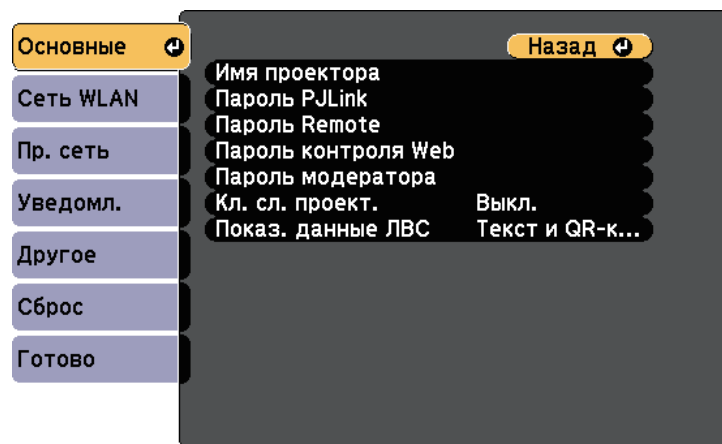 Основные
Сеть WLAN
Пр. сеть
Уведомл.
Другое
Сброс
Готово
Назад
Имя проектора
Пароль PJLink
Пароль Remote
Пароль контроля Web
Пароль модератора
Кл. сл. проект. Выкл.
Показ. данные ЛВС Текст и QR-к...